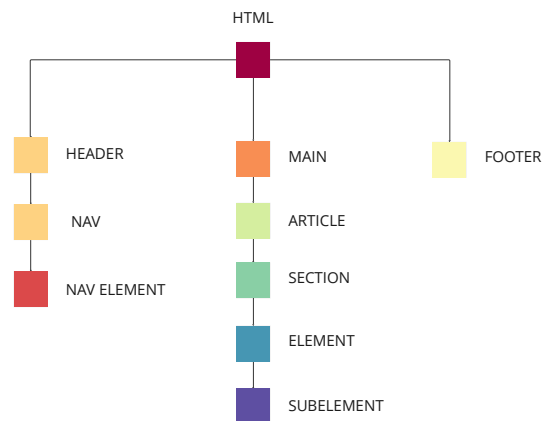 HTML
HEADER
MAIN
FOOTER
NAV
ARTICLE
NAV ELEMENT
SECTION
ELEMENT
SUBELEMENT